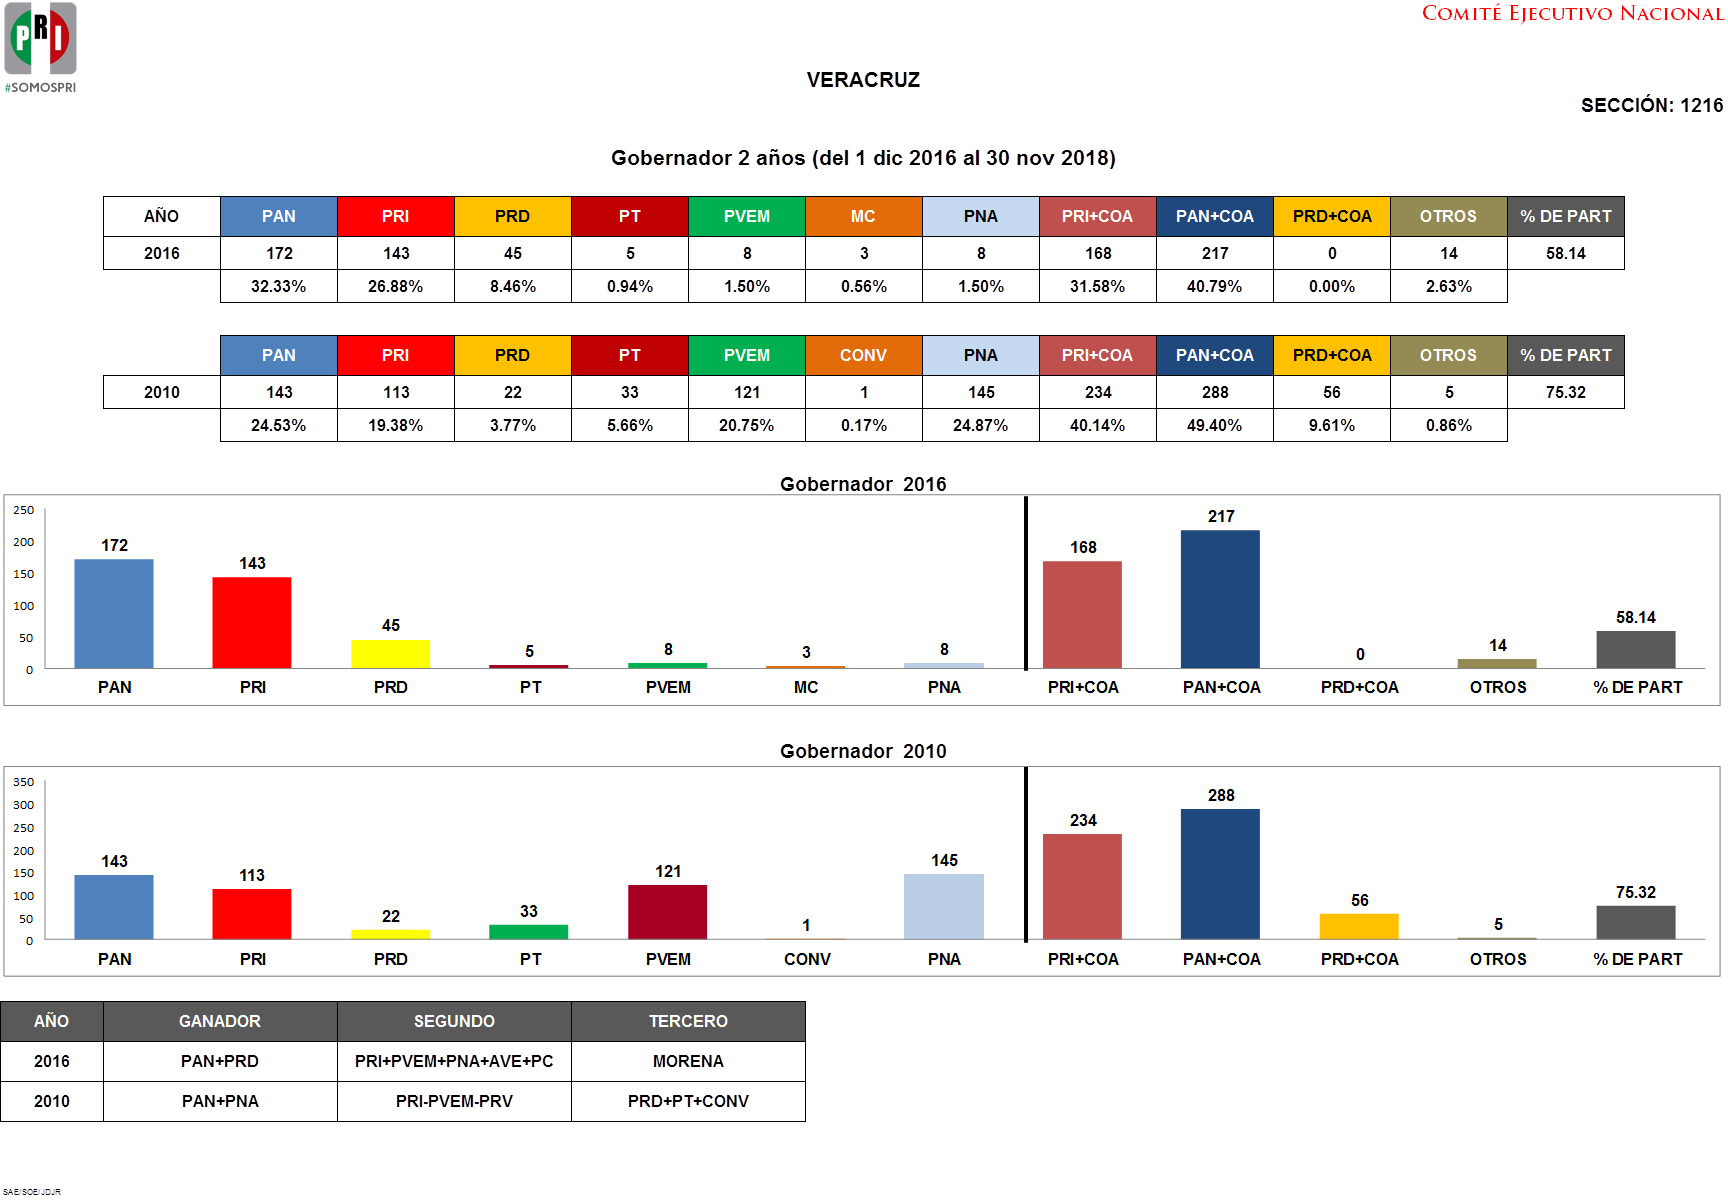 PRI
#SOMOSPRI
COMITÉ EJECUTIVO NACIONAL
VERACRUZ
SECCIÓN: 1216
Gobernador 2 años (del 1 dic 2016 al 30 nov 2018)
AÑO PAN PRI PRD PT PVEM MC PNA PRI+COA PAN+COA PRD+COA OTROS % DE PART
2016 172 143 45 5 8 3 8 168 217 0 14 58.14
32.33% 26.88% 8.46% 0.94% 1.50% 0.56% 1.50% 31.58% 40.79% 0.00% 2.63%
PAN PRI PRD PT PVEM CONV PNA PRI+COA PAN+COA PRD+COA OTROS % DE PART
2010 143 113 22 33 121 1 145 234 288 56 5 75.32
24.53% 19.38% 3.77% 5.66% 20.75% 0.17% 24.87% 40.14% 49.40% 9.61% 0.86%
Gobernador 2016
250
200
150
100
50
0
172 143 45 5 8 3 8 168 217 0 14 58.14
PAN PRI PRD PT PVEM MC PNA PRI+COA PAN+COA PRD+COA OTROS % DE PART
Gobernador 2010
350
300
250
200
150
100
50
0
143 113 22 33 121 1 145 234 288 56 5 75.32
PAN PRI PRD PT PVEM CONV PNA PRI+COA PAN+COA PRD+COA OTROS % DE PART
AÑO GANADOR SEGUNDO TERCERO
2016 PAN+PRD PRI+PVEM+PNA+AVE+PC MORENA
2010 PAN+PNA PRI-PVEM-PRV PRD+PT+CONV
SAE/SOE/JDJR